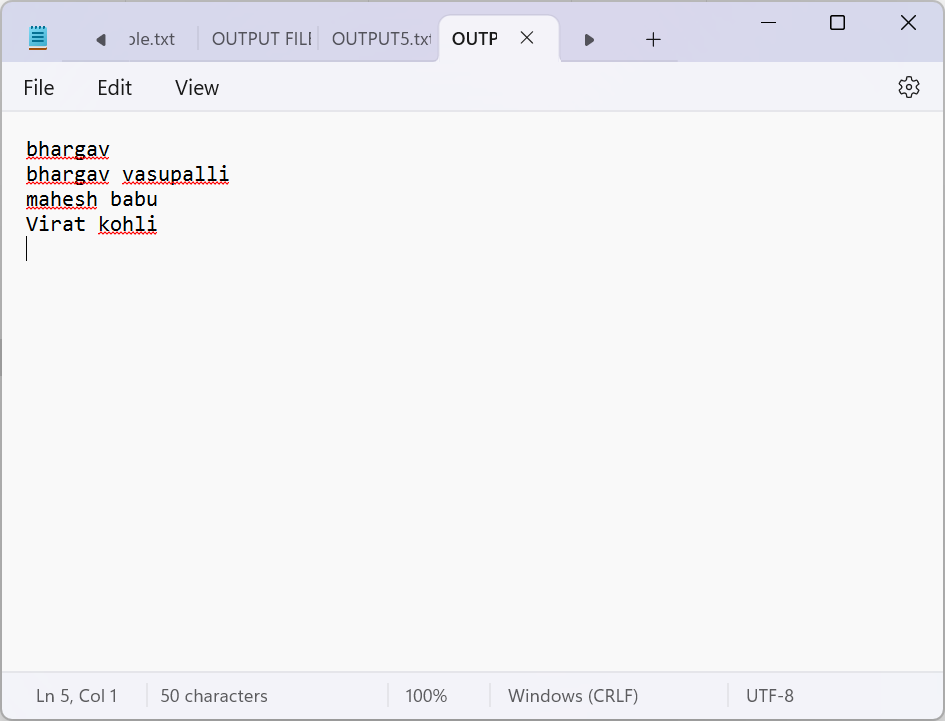 ple.txt OUTPUT FILE OUTPUT5.txt OUTP
File Edit View
bhargav
bhargav vasupalli
mahesh babu
Virat kohli
Ln 5, Col 1 50 characters 100% Windows (CRLF) UTF-8